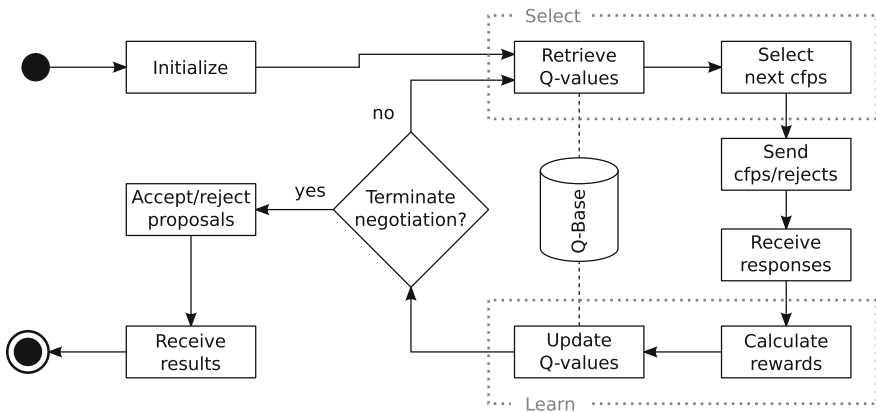 Select
Initialize
Retrieve
Q-values
Select
next cfps
no
Send
cfps/rejects
Accept/reject
proposals
yes
Terminate
negotiation?
Q-Base
Receive
responses
Receive
results
Update
Q-values
Calculate
rewards
Learn